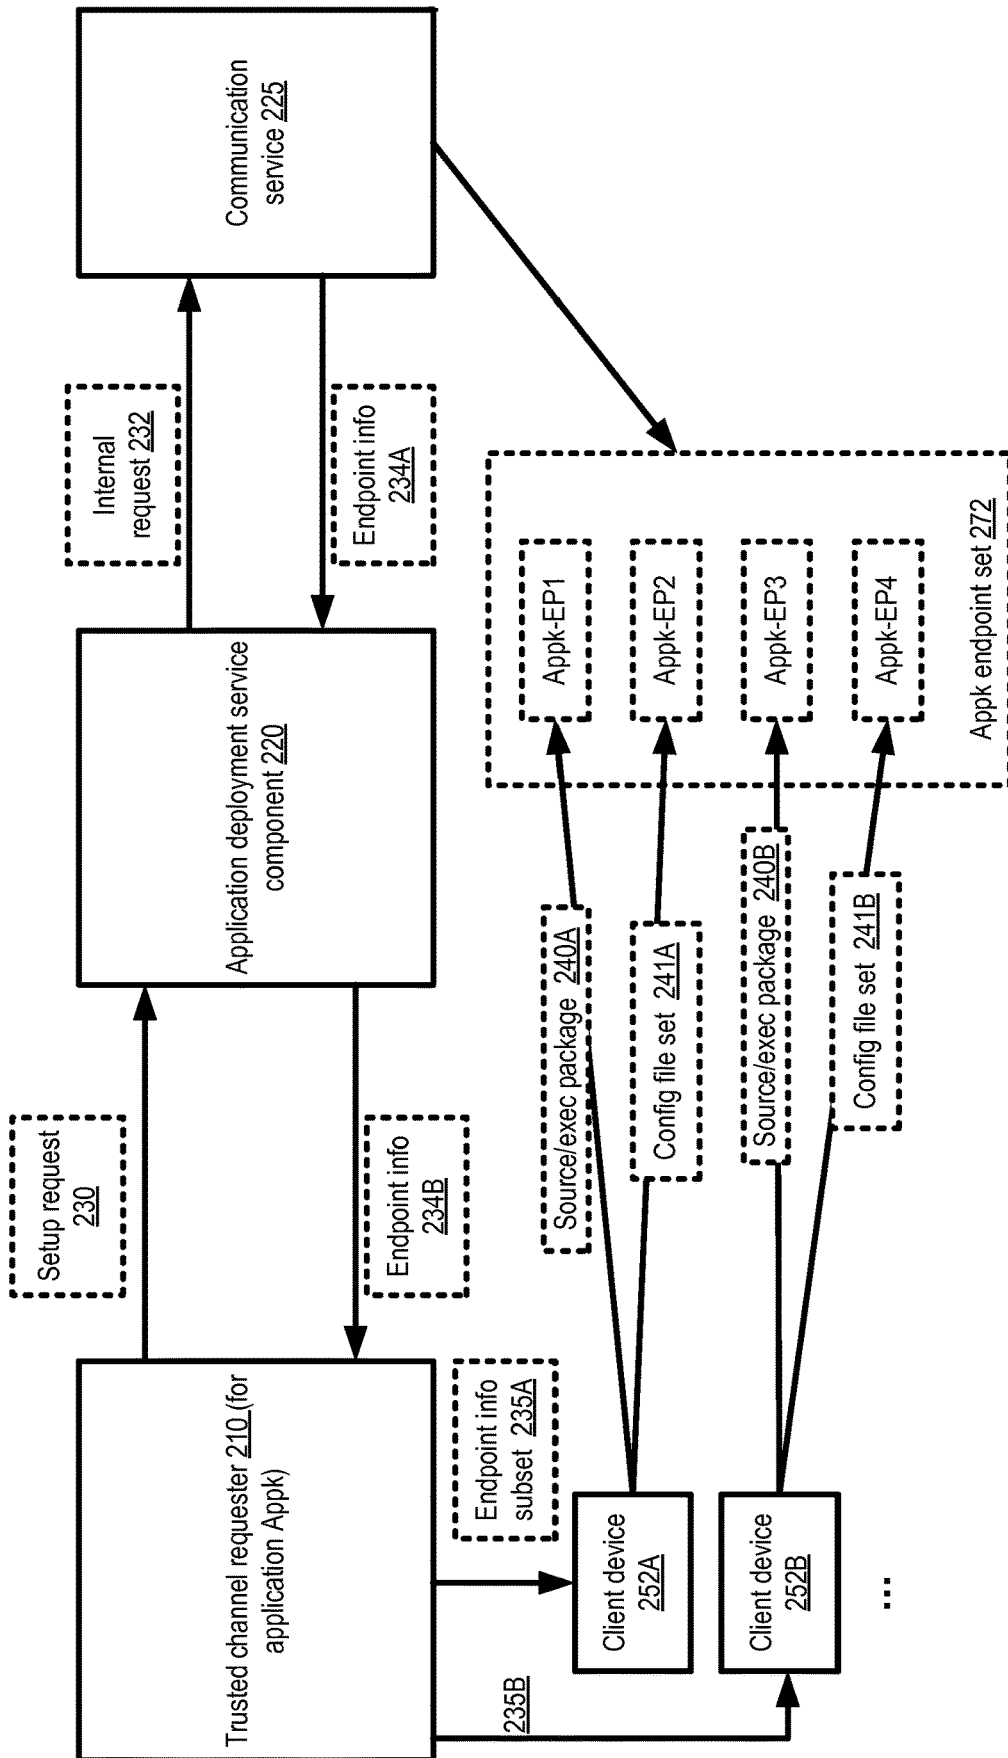 Trusted channel requester 210 (for
application Appk)
Setup request
230
Endpoint info
234B
Application deployment service
component 220
Internal
request 232
Endpoint info
234A
Communication
service 225
Endpoint info
subset 235A
235B
Client device
252A
Client device
252B
...
Source/exec package 240A
Config file set 241A
Source/exec package 240B
Config file set 241B
Appk-EP1
Appk-EP2
Appk-EP3
Appk-EP4
Appk endpoint set 272